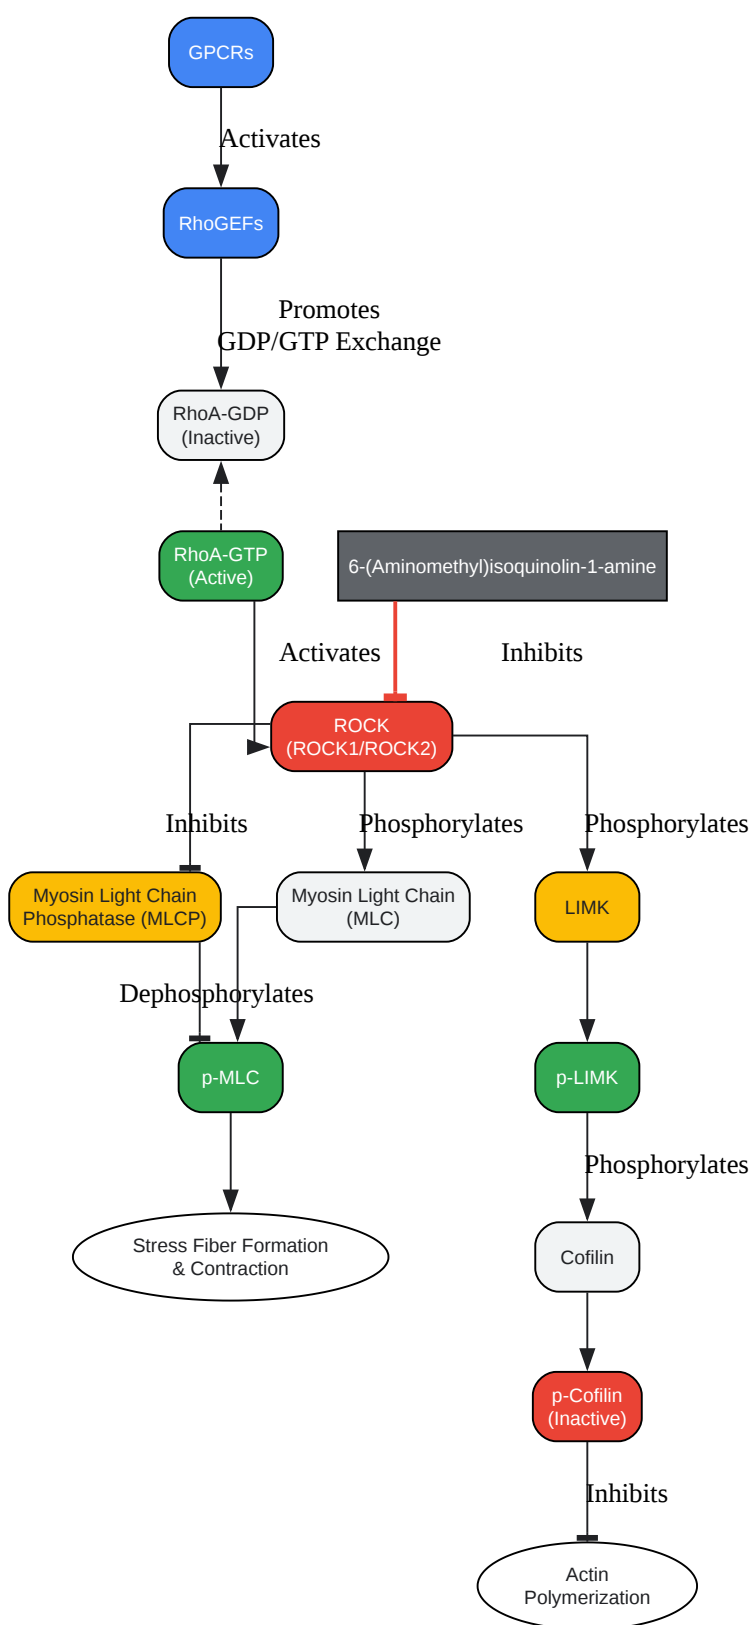 GPCRs
Activates
RhoGEFs
Promotes
GDP/GTP Exchange
RhoA-GDP
(Inactive)
RhoA-GTP
(Active)
6-(Aminomethyl)isoquinolin-1-amine
Activates
Inhibits
ROCK
(ROCK1/ROCK2)
Inhibits
Phosphorylates
Phosphorylates
Myosin Light Chain
Phosphatase (MLCP)
Myosin Light Chain
(MLC)
LIMK
Dephosphorylates
p-MLC
p-LIMK
Phosphorylates
Stress Fiber Formation
& Contraction
Cofilin
p-Cofilin
(Inactive)
Inhibits
Actin
Polymerization